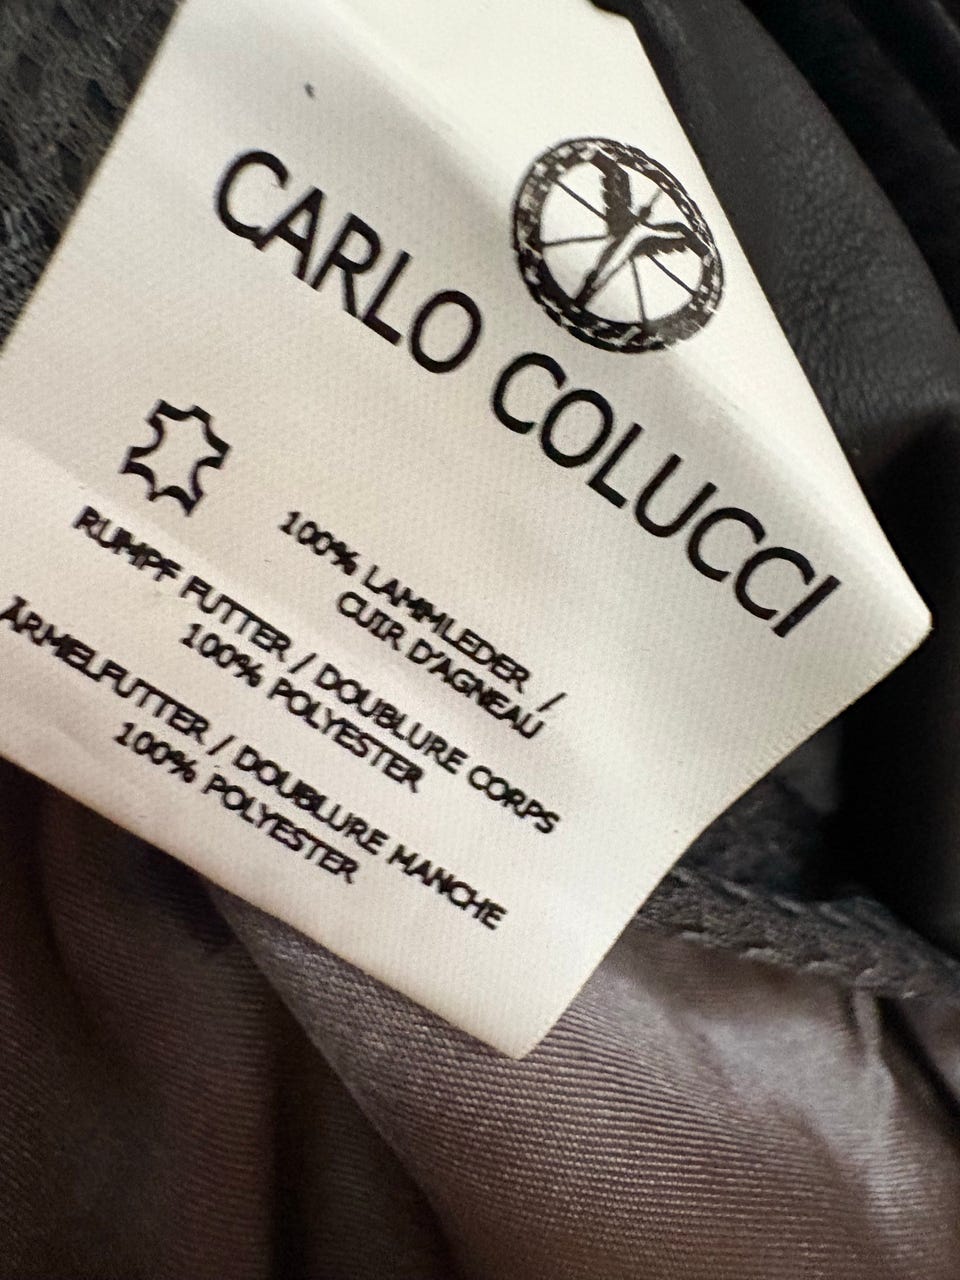 CARLO COLUCCI
100% LAMMLEDER /
CUIR D'AGNEAU
RUMPF FUTTER / DOUBLURE CORPS
100% POLYESTER
ÄRMELFUTTER / DOUBLURE MANCHE
100% POLYESTER